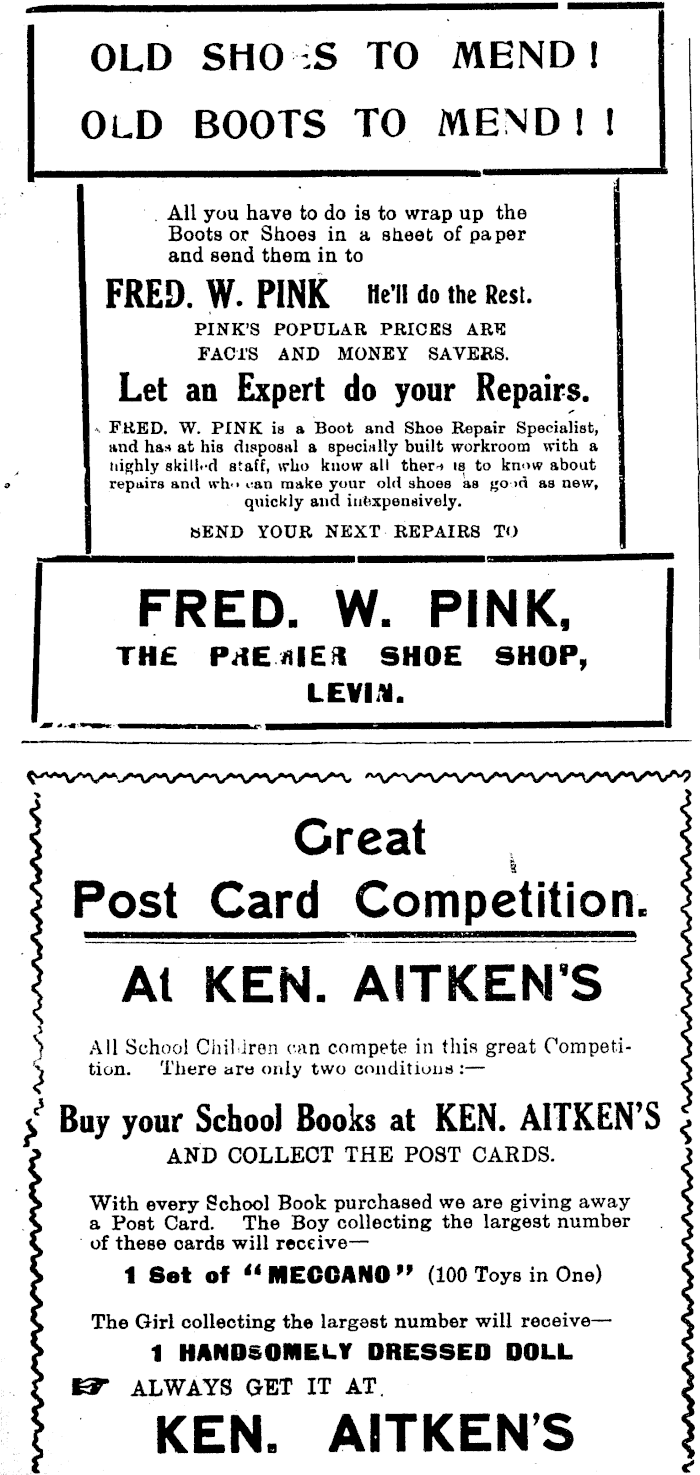 OLD SHOES TO MEND!
OLD BOOTS TO MEND!!
All you have to do is to wrap up the
Boots or Shoes in a sheet of paper
and send them in to
FRED. W. PINK He'll do the Rest.
PINK'S POPULAR PRICES ARE
FACTS AND MONEY SAVERS.
Let an Expert do your Repairs.
FRED. W. PINK is a Boot and Shoe Repair Specialist,
and has at his disposal a specially built workroom with a
highly skilled staff, who know all there is to know about
repairs and who can make your old shoes as good as new,
quickly and inexpensively.
SEND YOUR NEXT REPAIRS TO
FRED. W. PINK,
THE PREMIER SHOE SHOP,
LEVIN.
Great
Post Card Competition.
At KEN. AITKEN'S
All School Children can compete in this great Competi-
tion. There are only two conditions :—
Buy your School Books at KEN. AITKEN'S
AND COLLECT THE POST CARDS.
With every School Book purchased we are giving away
a Post Card. The Boy collecting the largest number
of these cards will receive—
1 Set of "MECCANO" (100 Toys in One)
The Girl collecting the largest number will receive—
1 HANDSOMELY DRESSED DOLL
☞ ALWAYS GET IT AT
KEN. AITKEN'S